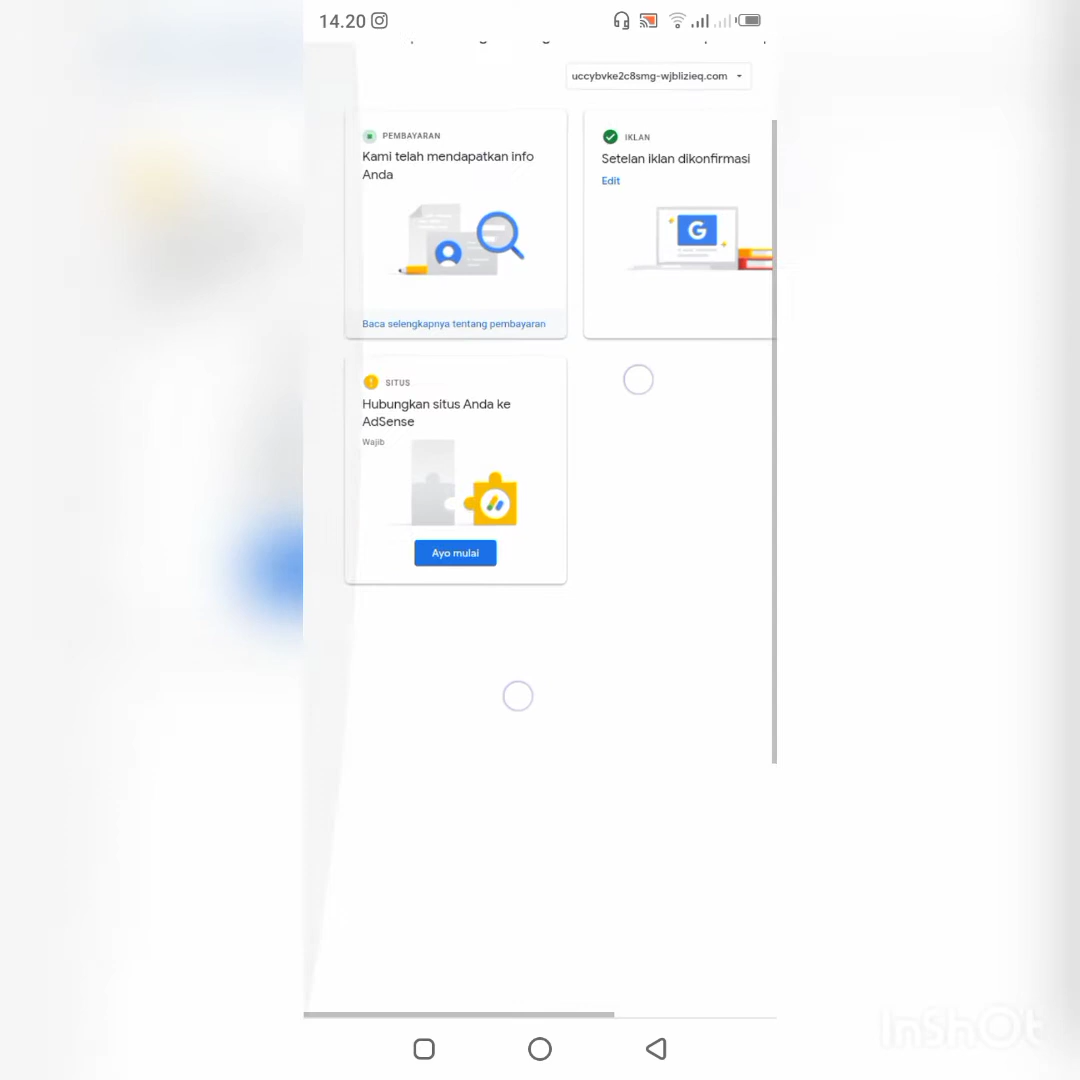 14.20
uccybvke2c8smg-wjblizieq.com
PEMBAYARAN
Kami telah mendapatkan info
Anda
Baca selengkapnya tentang pembayaran
IKLAN
Setelan iklan dikonfirmasi
Edit
G
SITUS
Hubungkan situs Anda ke
AdSense
Wajib
Ayo mulai
InShOt